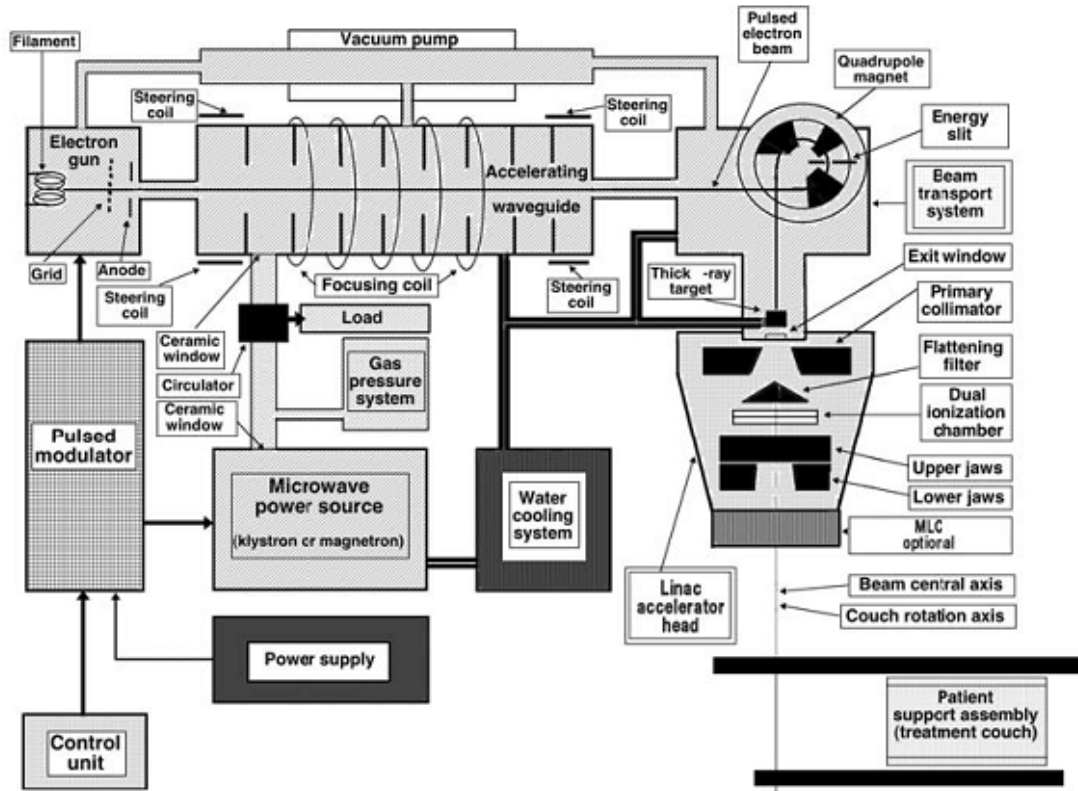 Filament
Vacuum pump
Pulsed
electron
beam
Quadrupole
magnet
Steering
coil
Steering
coil
Energy
slit
Electron
gun
Accelerating
waveguide
Beam
transport
system
Grid
Anode
Steering
coil
Focusing coil
Steering
coil
Thick -ray
target
Exit window
Primary
collimator
Ceramic
window
Load
Circulator
Gas
pressure
system
Flattening
filter
Ceramic
window
Dual
ionization
chamber
Pulsed
modulator
Microwave
power source
(klystron cr magnetron)
Water
cooling
system
Upper jaws
Lower jaws
MLC
optional
Linac
accelerator
head
Beam central axis
Couch rotation axis
Power supply
Patient
support assembly
(treatment couch)
Control
unit